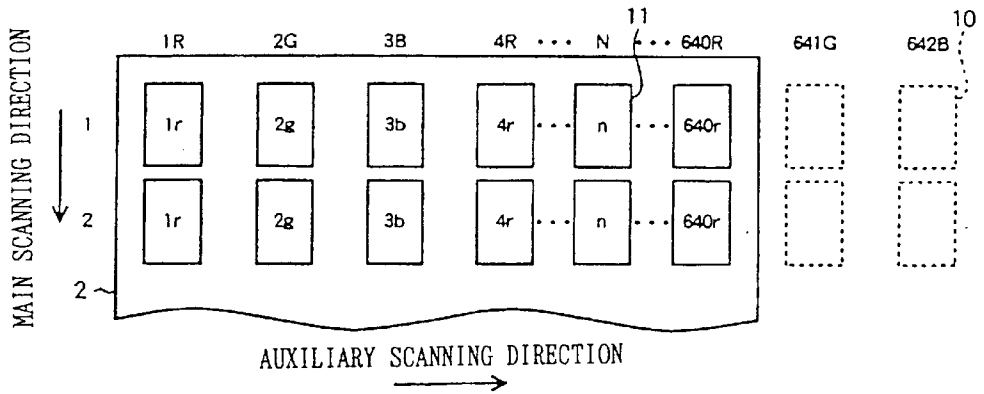 11
10
1R 2G 3B 4R ··· N ··· 640R 641G 642B
MAIN SCANNING DIRECTION
1 1r 2g 3b 4r ··· n ··· 640r
2 1r 2g 3b 4r ··· n ··· 640r
2
AUXILIARY SCANNING DIRECTION